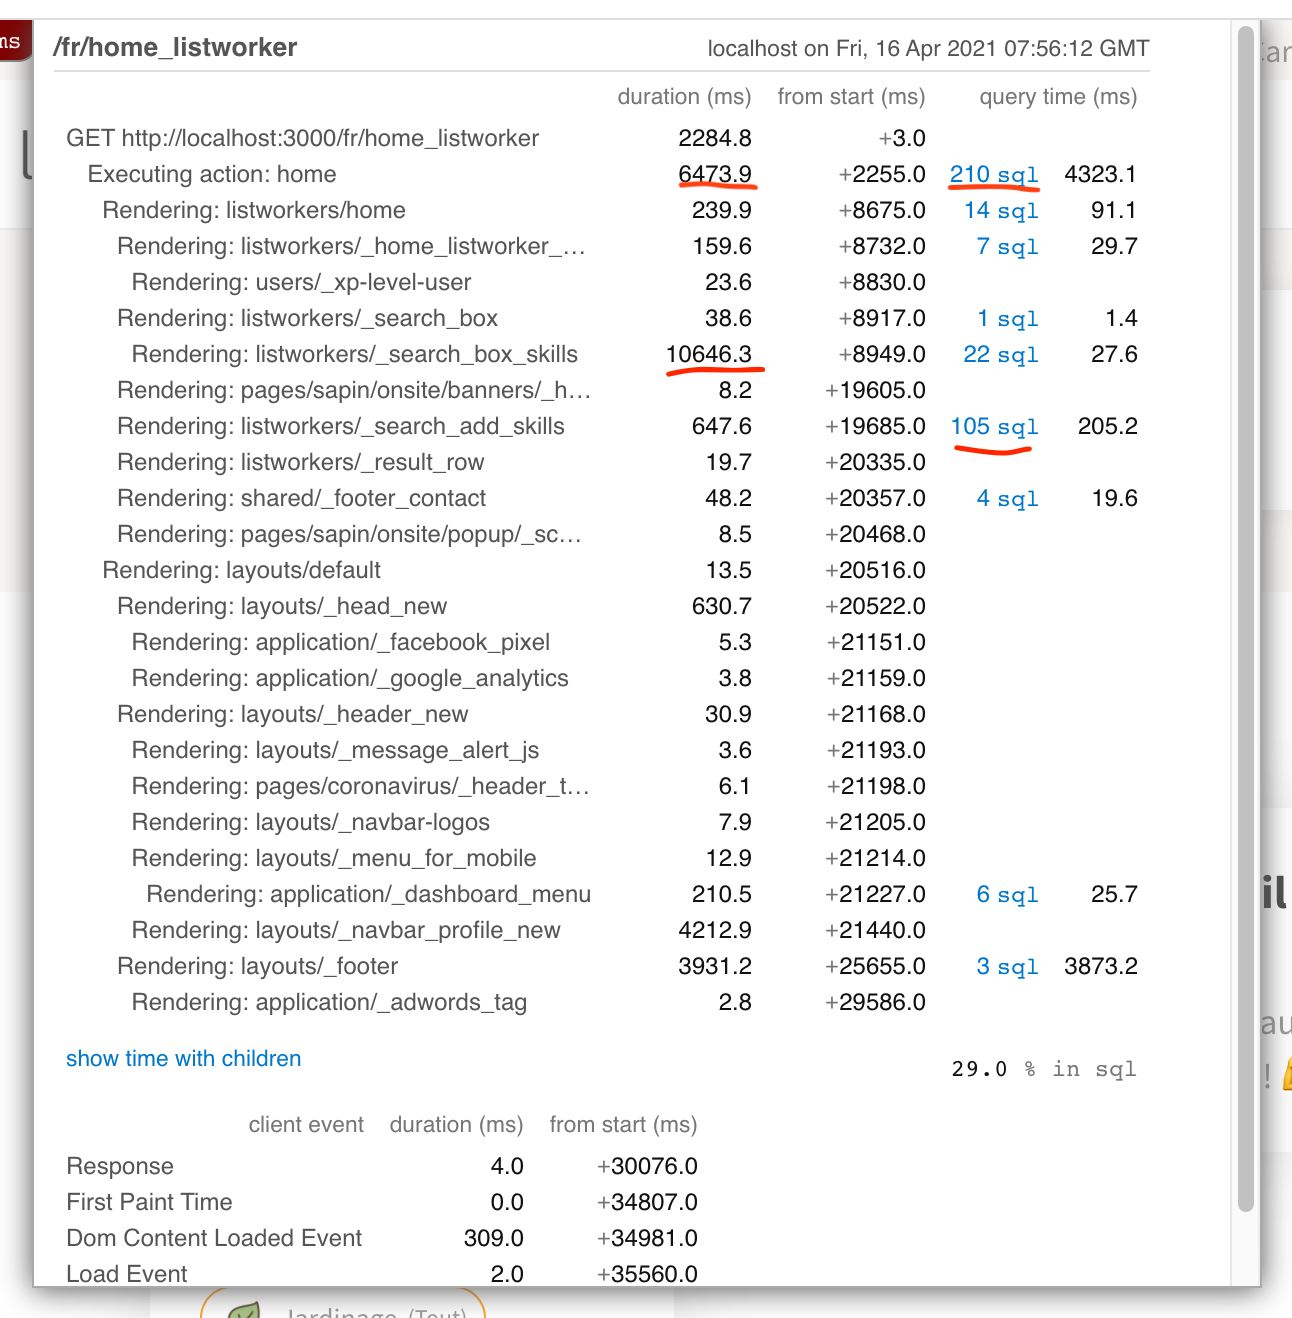 ms
/fr/home_listworker localhost on Fri, 16 Apr 2021 07:56:12 GMT
duration (ms) from start (ms) query time (ms)
GET http://localhost:3000/fr/home_listworker 2284.8 +3.0
Executing action: home 6473.9 +2255.0 210 sql 4323.1
Rendering: listworkers/home 239.9 +8675.0 14 sql 91.1
Rendering: listworkers/_home_listworker_… 159.6 +8732.0 7 sql 29.7
Rendering: users/_xp-level-user 23.6 +8830.0
Rendering: listworkers/_search_box 38.6 +8917.0 1 sql 1.4
Rendering: listworkers/_search_box_skills 10646.3 +8949.0 22 sql 27.6
Rendering: pages/sapin/onsite/banners/_h… 8.2 +19605.0
Rendering: listworkers/_search_add_skills 647.6 +19685.0 105 sql 205.2
Rendering: listworkers/_result_row 19.7 +20335.0
Rendering: shared/_footer_contact 48.2 +20357.0 4 sql 19.6
Rendering: pages/sapin/onsite/popup/_sc… 8.5 +20468.0
Rendering: layouts/default 13.5 +20516.0
Rendering: layouts/_head_new 630.7 +20522.0
Rendering: application/_facebook_pixel 5.3 +21151.0
Rendering: application/_google_analytics 3.8 +21159.0
Rendering: layouts/_header_new 30.9 +21168.0
Rendering: layouts/_message_alert_js 3.6 +21193.0
Rendering: pages/coronavirus/_header_t… 6.1 +21198.0
Rendering: layouts/_navbar-logos 7.9 +21205.0
Rendering: layouts/_menu_for_mobile 12.9 +21214.0
Rendering: application/_dashboard_menu 210.5 +21227.0 6 sql 25.7
Rendering: layouts/_navbar_profile_new 4212.9 +21440.0
Rendering: layouts/_footer 3931.2 +25655.0 3 sql 3873.2
Rendering: application/_adwords_tag 2.8 +29586.0
show time with children 29.0 % in sql
client event duration (ms) from start (ms)
Response 4.0 +30076.0
First Paint Time 0.0 +34807.0
Dom Content Loaded Event 309.0 +34981.0
Load Event 2.0 +35560.0
Jardinage (Tout)